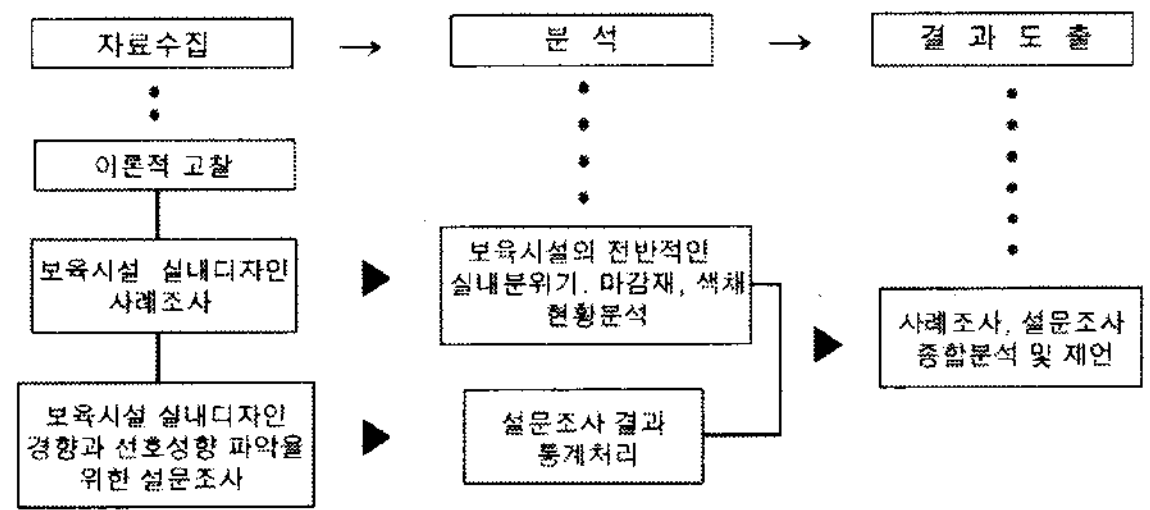 자료수집
분 석
결 과 도 출
이론적 고찰
보육시설 실내디자인
사례조사
보육시설의 전반적인
실내분위기, 마감재, 색채
현황분석
사례조사, 설문조사
종합분석 및 제언
보육시설 실내디자인
경향과 선호성향 파악을
위한 설문조사
설문조사 결과
통계처리